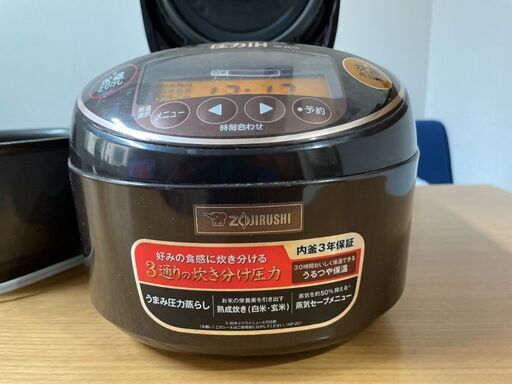 圧力IH
17:17
メニュー
予約
時刻合わせ
ZOJIRUSHI
好みの食感に炊き分ける
3通りの炊き分け圧力
内釜3年保証
30時間おいしく保温できる
うるつや保温
うまみ圧力蒸らし
お米の栄養素を引き出す
熟成炊き(白米・玄米)
蒸気を約60%抑える
蒸気セーブメニュー